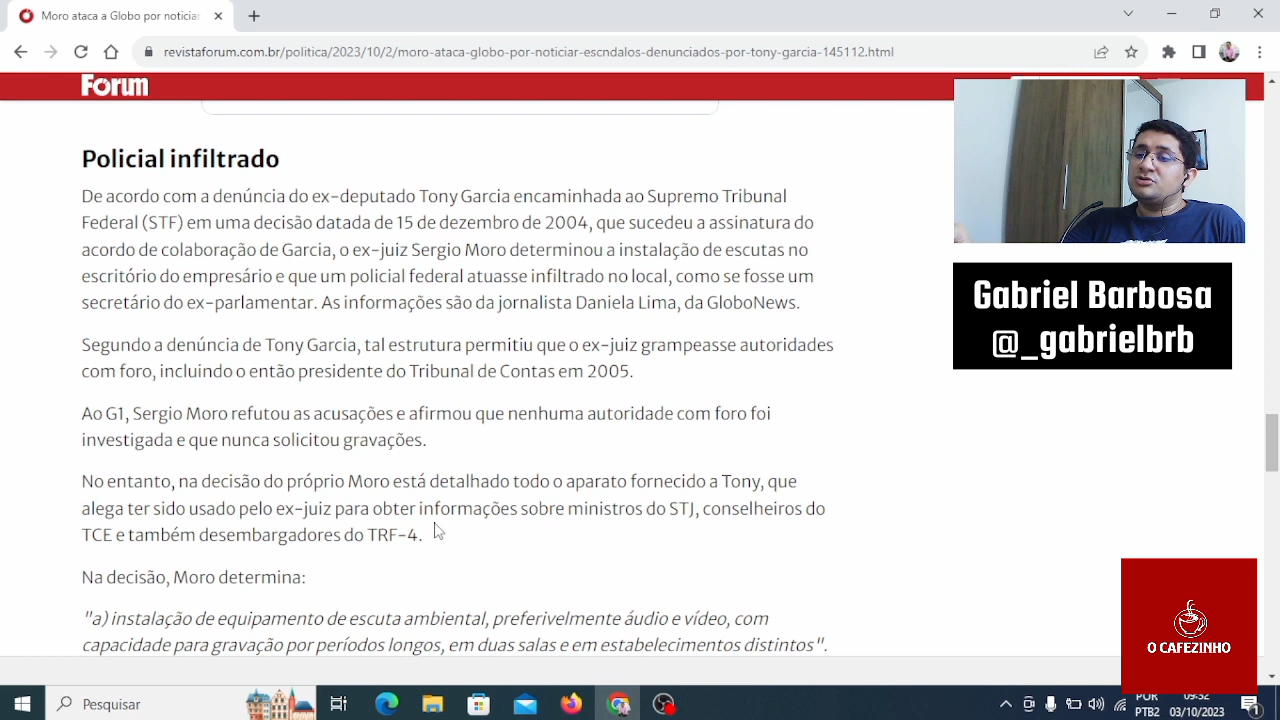 Moro ataca a Globo por noticiar
revistaforum.com.br/politica/2023/10/2/moro-ataca-globo-por-noticiar-escndalos-denunciados-por-tony-garcia-145112.html
Forum
Policial infiltrado
De acordo com a denúncia do ex-deputado Tony Garcia encaminhada ao Supremo Tribunal
Federal (STF) em uma decisão datada de 15 de dezembro de 2004, que sucedeu a assinatura do
acordo de colaboração de Garcia, o ex-juiz Sergio Moro determinou a instalação de escutas no
escritório do empresário e que um policial federal atuasse infiltrado no local, como se fosse um
secretário do ex-parlamentar. As informações são da jornalista Daniela Lima, da GloboNews.
Segundo a denúncia de Tony Garcia, tal estrutura permitiu que o ex-juiz grampeasse autoridades
com foro, incluindo o então presidente do Tribunal de Contas em 2005.
Ao G1, Sergio Moro refutou as acusações e afirmou que nenhuma autoridade com foro foi
investigada e que nunca solicitou gravações.
No entanto, na decisão do próprio Moro está detalhado todo o aparato fornecido a Tony, que
alega ter sido usado pelo ex-juiz para obter informações sobre ministros do STJ, conselheiros do
TCE e também desembargadores do TRF-4.
Na decisão, Moro determina:
"a) instalação de equipamento de escuta ambiental, preferivelmente áudio e vídeo, com
capacidade para gravação por períodos longos, em duas salas e em estabelecimentos distintos".
Gabriel Barbosa
@_gabrielbrb
O CAFEZINHO
Pesquisar
POR
PTB2
09:32
03/10/2023
1